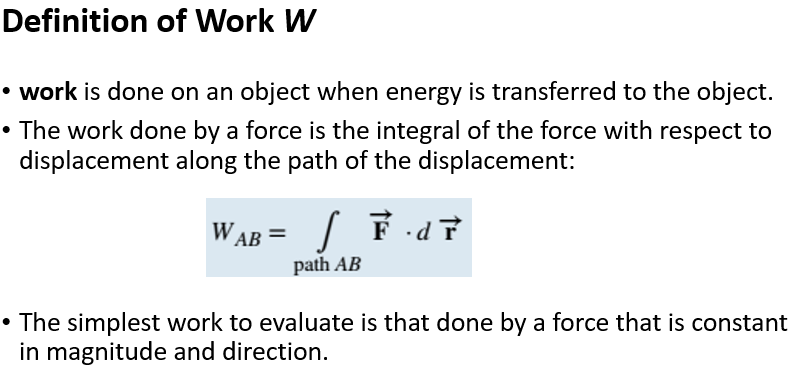 Definition of Work W
• work is done on an object when energy is transferred to the object.
• The work done by a force is the integral of the force with respect to
displacement along the path of the displacement:
W_AB = ∫ F⃗ · d r⃗
path AB
• The simplest work to evaluate is that done by a force that is constant
in magnitude and direction.